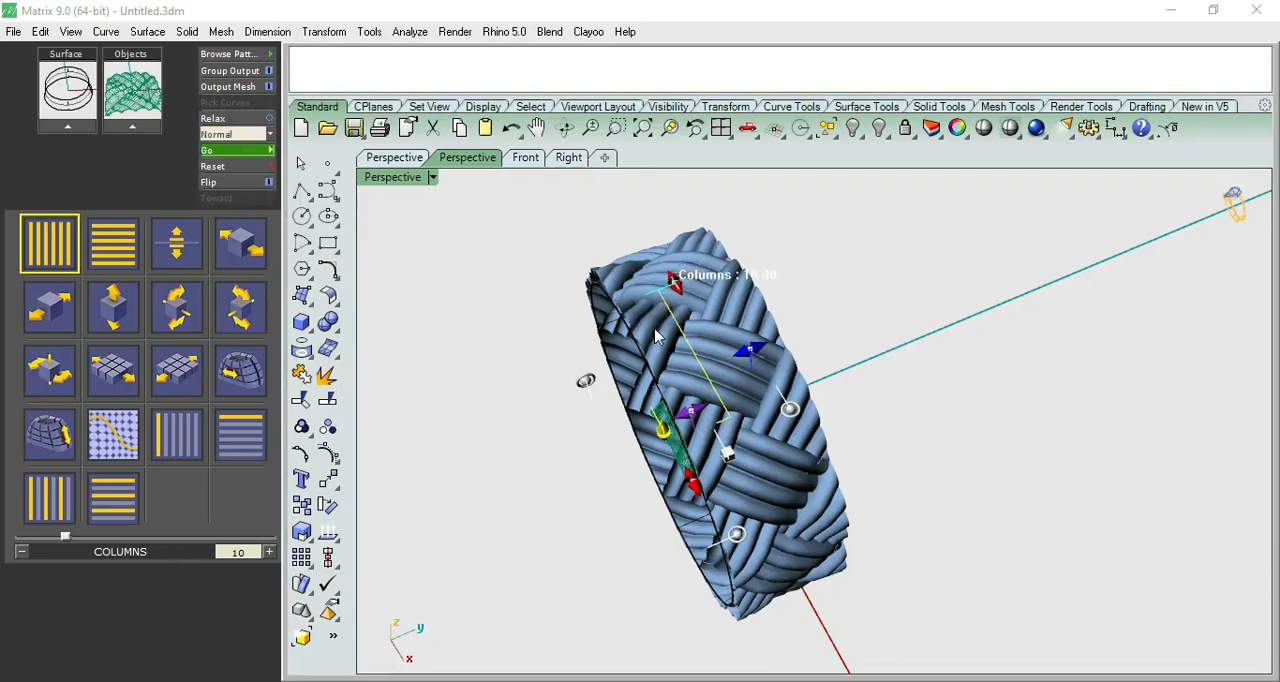 Matrix 9.0 (64-bit) - Untitled.3dm
File Edit View Curve Surface Solid Mesh Dimension Transform Tools Analyze Render Rhino 5.0 Blend Clayoo Help
Surface Objects
Browse Patt...
Group Output
Output Mesh
Pick Curves
Relax
Normal
Go
Reset
Flip
Toward
COLUMNS 10
Standard CPlanes Set View Display Select Viewport Layout Visibility Transform Curve Tools Surface Tools Solid Tools Mesh Tools Render Tools Drafting New in V5
Perspective Perspective Front Right
Perspective
Columns :
z
y
x